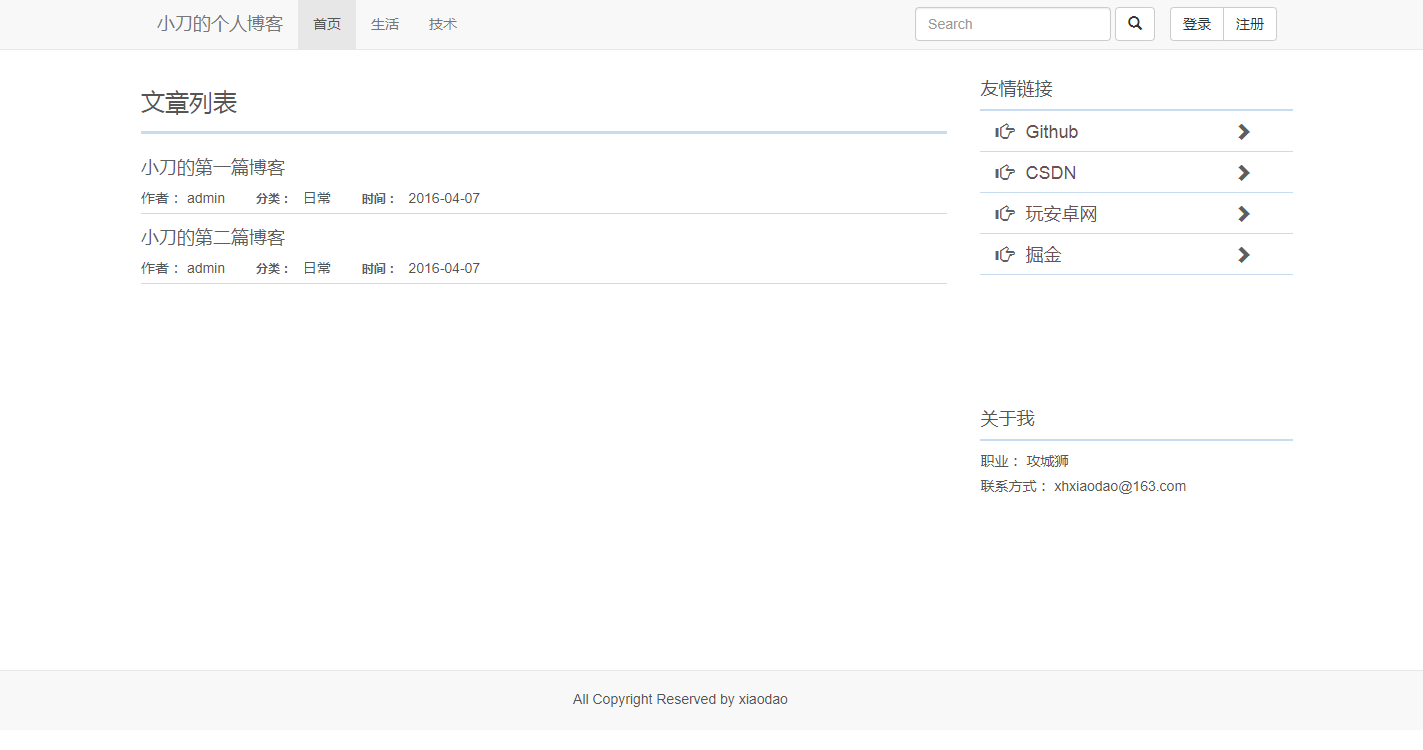 小刀的个人博客 首页 生活 技术 Search 登录 注册
文章列表
小刀的第一篇博客
作者： admin 分类： 日常 时间： 2016-04-07
小刀的第二篇博客
作者： admin 分类： 日常 时间： 2016-04-07
友情链接
Github
CSDN
玩安卓网
掘金
关于我
职业： 攻城狮
联系方式： xhxiaodao@163.com
All Copyright Reserved by xiaodao